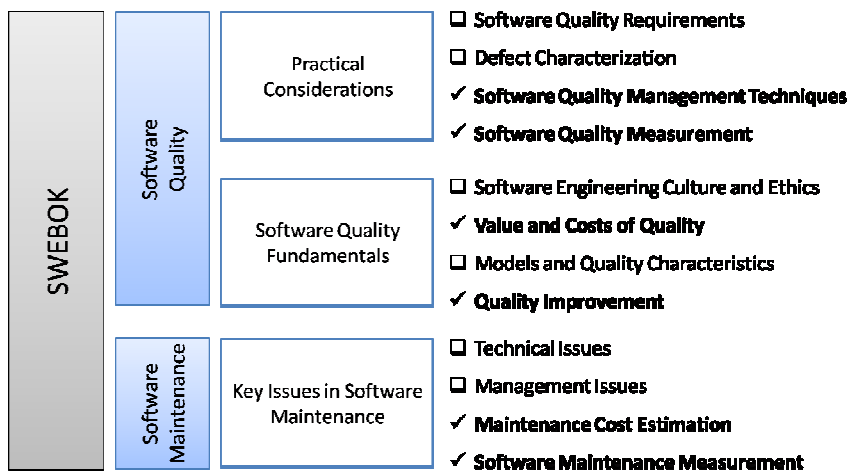 SWEBOK
Software
Quality
Practical
Considerations
Software Quality Requirements
Defect Characterization
Software Quality Management Techniques
Software Quality Measurement
Software Quality
Fundamentals
Software Engineering Culture and Ethics
Value and Costs of Quality
Models and Quality Characteristics
Quality Improvement
Software
Maintenance
Key Issues in Software
Maintenance
Technical Issues
Management Issues
Maintenance Cost Estimation
Software Maintenance Measurement